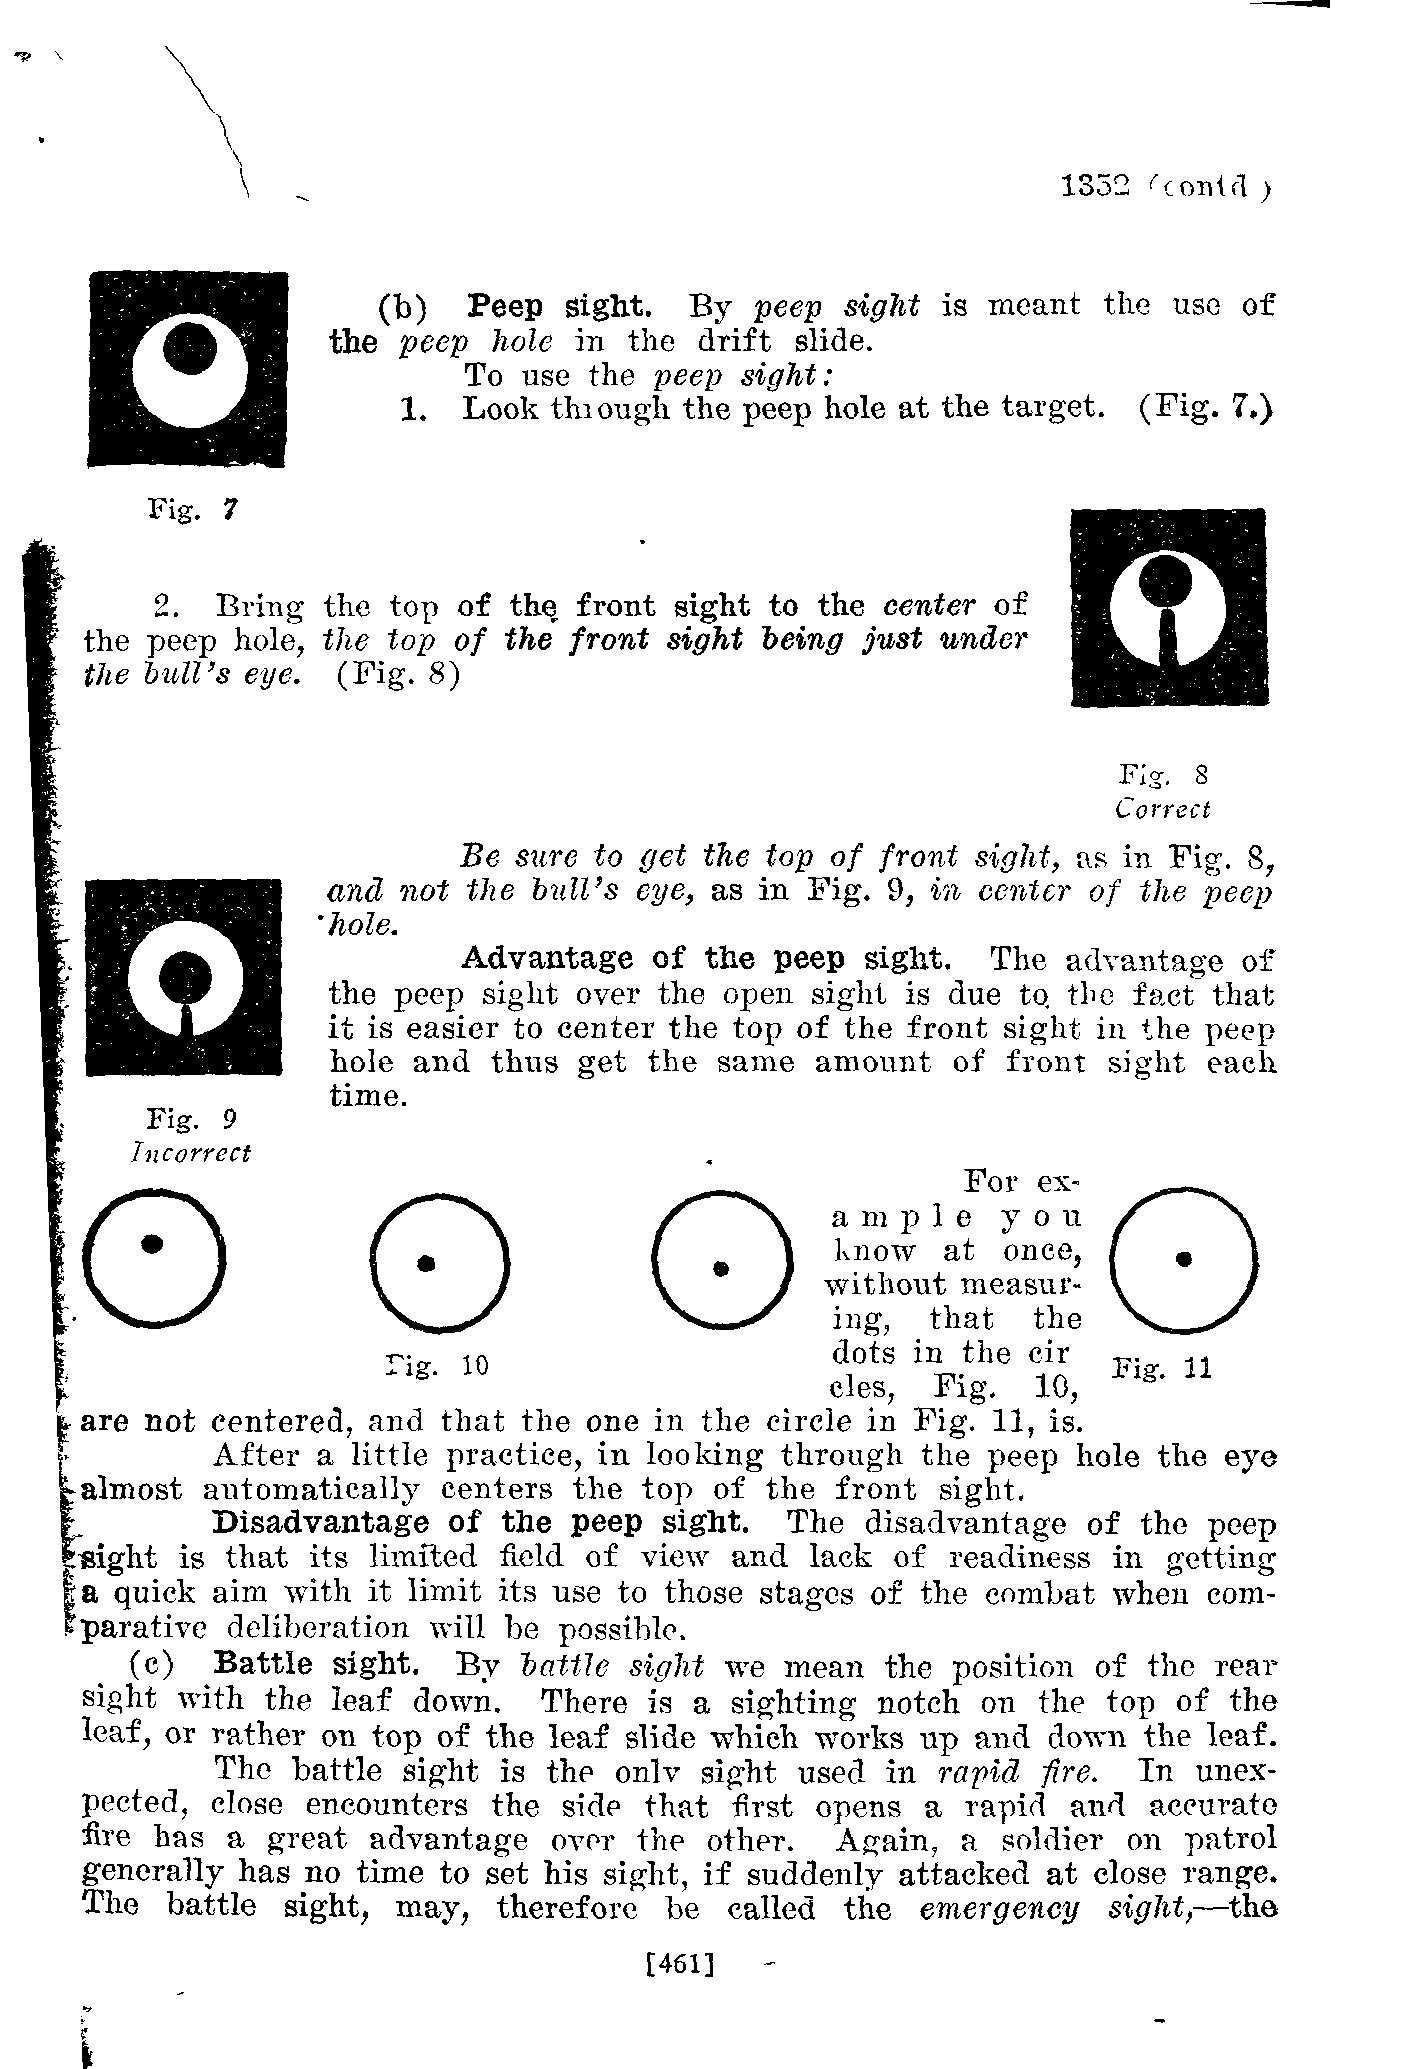 1352 (contd)
(b) Peep sight. By peep sight is meant the use of
the peep hole in the drift slide.
To use the peep sight:
1. Look through the peep hole at the target. (Fig. 7.)
Fig. 7
2. Bring the top of the front sight to the center of
the peep hole, the top of the front sight being just under
the bull's eye. (Fig. 8)
Fig. 8
Correct
Be sure to get the top of front sight, as in Fig. 8,
and not the bull's eye, as in Fig. 9, in center of the peep
hole.
Advantage of the peep sight. The advantage of
the peep sight over the open sight is due to the fact that
it is easier to center the top of the front sight in the peep
hole and thus get the same amount of front sight each
time.
Fig. 9
Incorrect
For ex-
ample you
know at once,
without measur-
ing, that the
dots in the cir
cles, Fig. 10,
Fig. 10
Fig. 11
are not centered, and that the one in the circle in Fig. 11, is.
After a little practice, in looking through the peep hole the eye
almost automatically centers the top of the front sight.
Disadvantage of the peep sight. The disadvantage of the peep
sight is that its limited field of view and lack of readiness in getting
a quick aim with it limit its use to those stages of the combat when com-
parative deliberation will be possible.
(c) Battle sight. By battle sight we mean the position of the rear
sight with the leaf down. There is a sighting notch on the top of the
leaf, or rather on top of the leaf slide which works up and down the leaf.
The battle sight is the only sight used in rapid fire. In unex-
pected, close encounters the side that first opens a rapid and accurate
fire has a great advantage over the other. Again, a soldier on patrol
generally has no time to set his sight, if suddenly attacked at close range.
The battle sight, may, therefore be called the emergency sight,—the
[461]